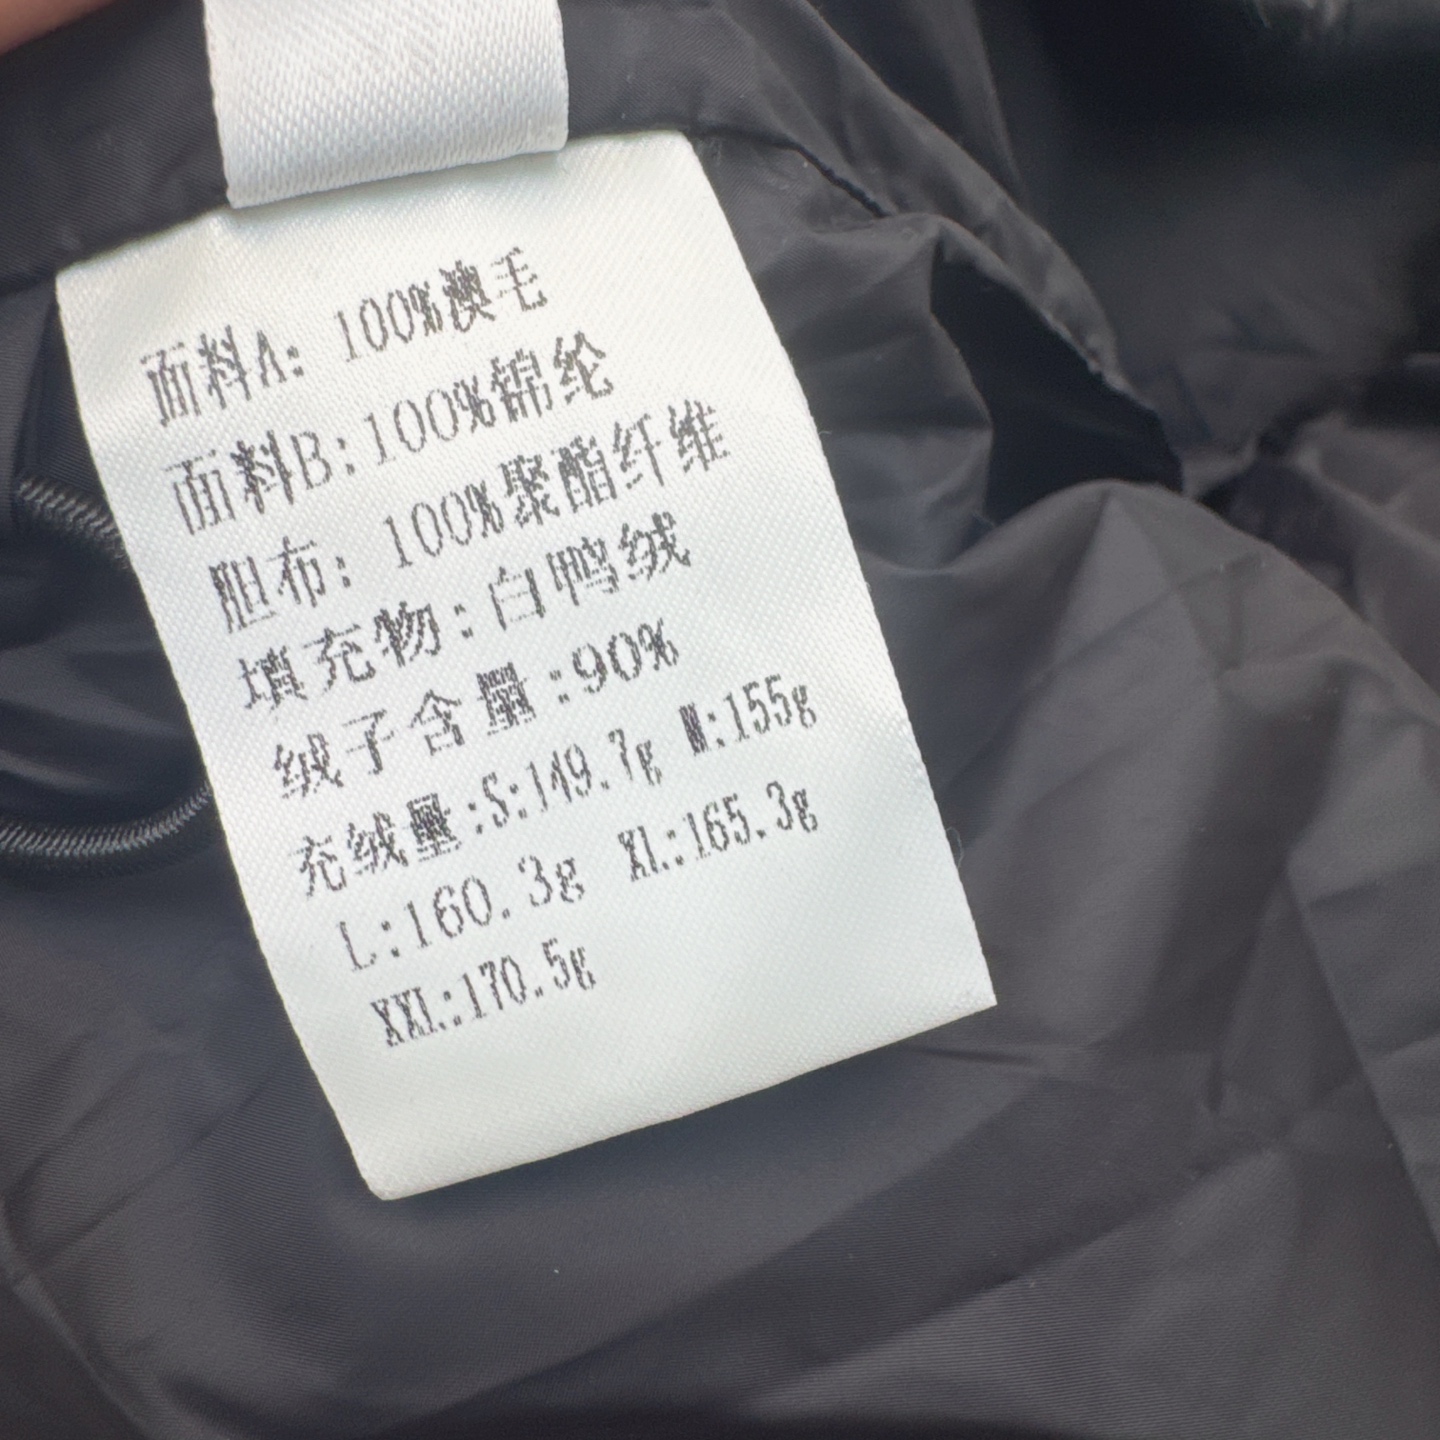 面料A: 100%澳毛
面料B:100%锦纶
胆布: 100%聚酯纤维
填充物:白鸭绒
绒子含量:90%
充绒量:S:149.7g M:155g
L:160.3g XL:165.3g
XXL:170.5g